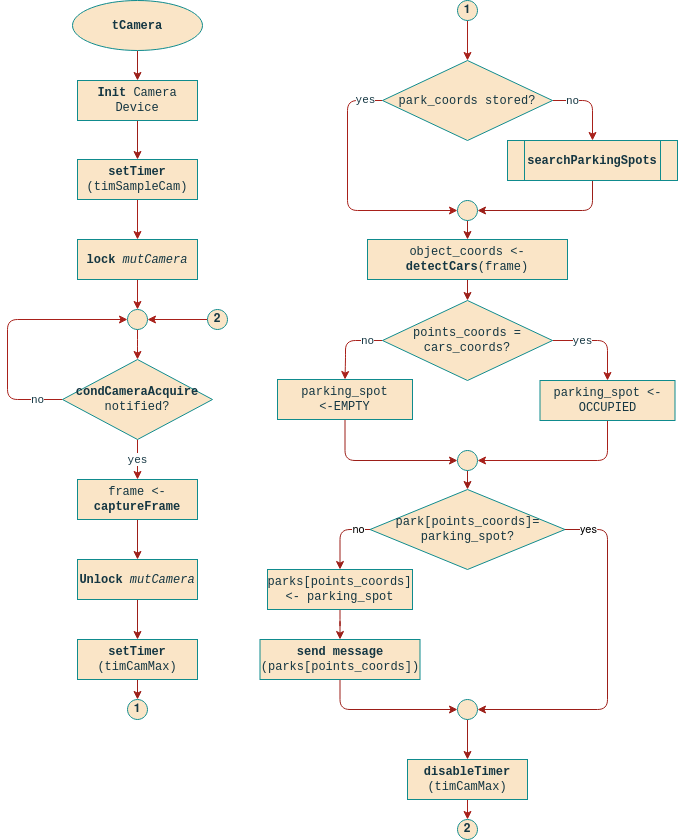 tCamera
Init Camera
Device
setTimer
(timSampleCam)
lock mutCamera
2
condCameraAcquire
notified?
no
yes
frame <-
captureFrame
Unlock mutCamera
setTimer
(timCamMax)
1
1
park_coords stored?
yes
no
searchParkingSpots
object_coords <-
detectCars(frame)
points_coords =
cars_coords?
no
yes
parking_spot
<-EMPTY
parking_spot <-
OCCUPIED
park[points_coords]=
parking_spot?
no
yes
parks[points_coords]
<- parking_spot
send message
(parks[points_coords])
disableTimer
(timCamMax)
2